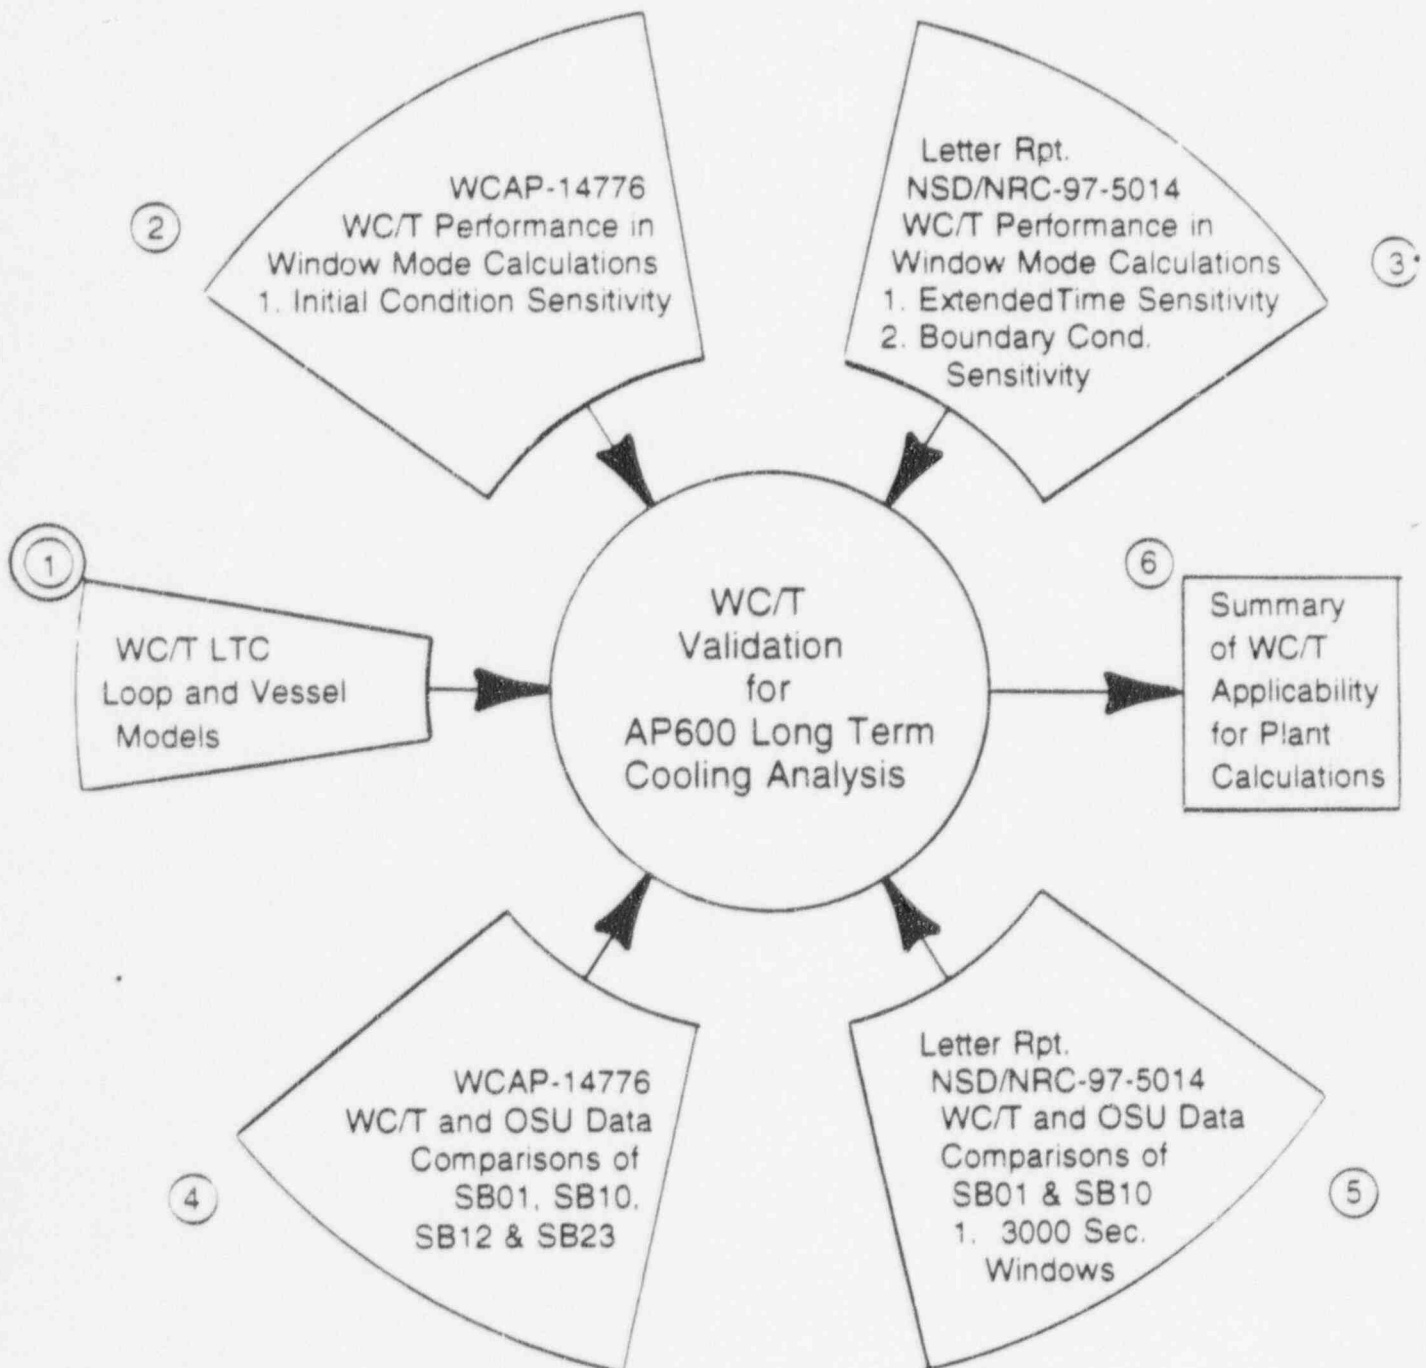 2
WCAP-14776
WC/T Performance in
Window Mode Calculations
1. Initial Condition Sensitivity
Letter Rpt.
NSD/NRC-97-5014
WC/T Performance in
Window Mode Calculations
1. ExtendedTime Sensitivity
2. Boundary Cond.
Sensitivity
3
1
WC/T LTC
Loop and Vessel
Models
WC/T
Validation
for
AP600 Long Term
Cooling Analysis
6
Summary
of WC/T
Applicability
for Plant
Calculations
4
WCAP-14776
WC/T and OSU Data
Comparisons of
SB01, SB10,
SB12 & SB23
Letter Rpt.
NSD/NRC-97-5014
WC/T and OSU Data
Comparisons of
SB01 & SB10
1. 3000 Sec.
Windows
5